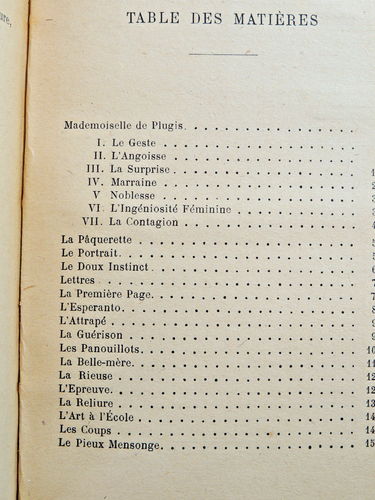 TABLE DES MATIÈRES
Mademoiselle de Plugis
I. Le Geste
II. L'Angoisse
III. La Surprise
IV. Marraine
V Noblesse
VI. L'Ingéniosité Féminine
VII. La Contagion
La Pâquerette
Le Portrait
Le Doux Instinct
Lettres
La Première Page
L'Esperanto
L'Attrapé
La Guérison
Les Panouillots
La Belle-mère
La Rieuse
L'Epreuve
La Reliure
L'Art à l'École
Les Coups
Le Pieux Mensonge